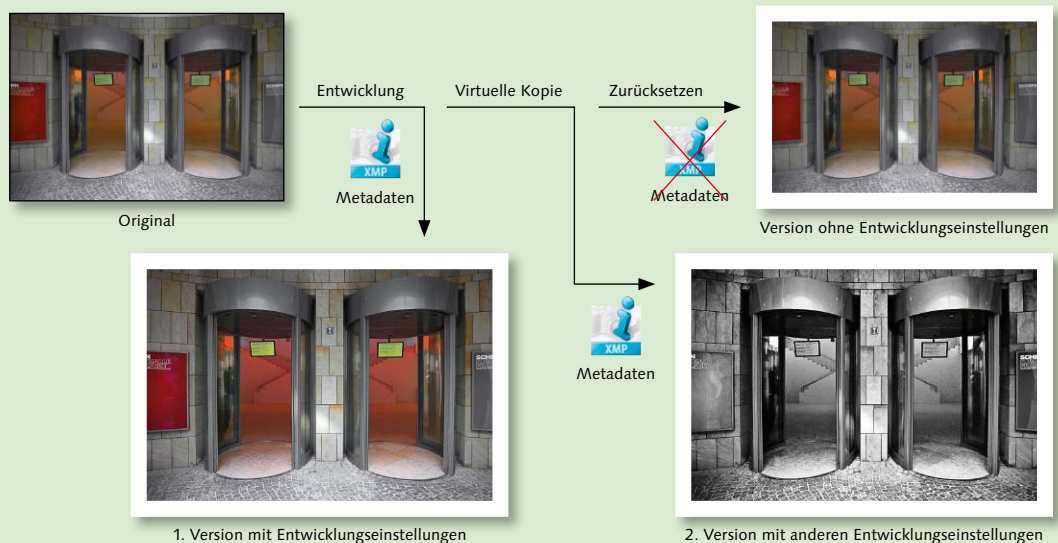 Entwicklung
Virtuelle Kopie
Zurücksetzen
XMP
XMP
Metadaten
Metadaten
Original
Version ohne Entwicklungseinstellungen
XMP
Metadaten
1. Version mit Entwicklungseinstellungen
2. Version mit anderen Entwicklungseinstellungen